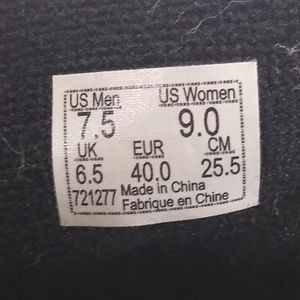 US Men US Women
7.5 9.0
UK EUR CM
6.5 40.0 25.5
721277 Made in China
Fabrique en Chine